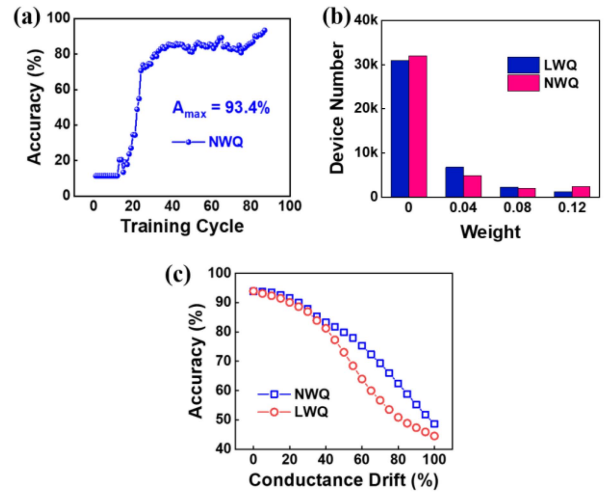 (a)
100
80
60
40
20
0
Accuracy (%)
A_max = 93.4%
NWQ
0 20 40 60 80 100
Training Cycle
(b)
40k
30k
20k
10k
0
Device Number
LWQ
NWQ
0 0.04 0.08 0.12
Weight
(c)
100
90
80
70
60
50
40
Accuracy (%)
NWQ
LWQ
0 20 40 60 80 100
Conductance Drift (%)